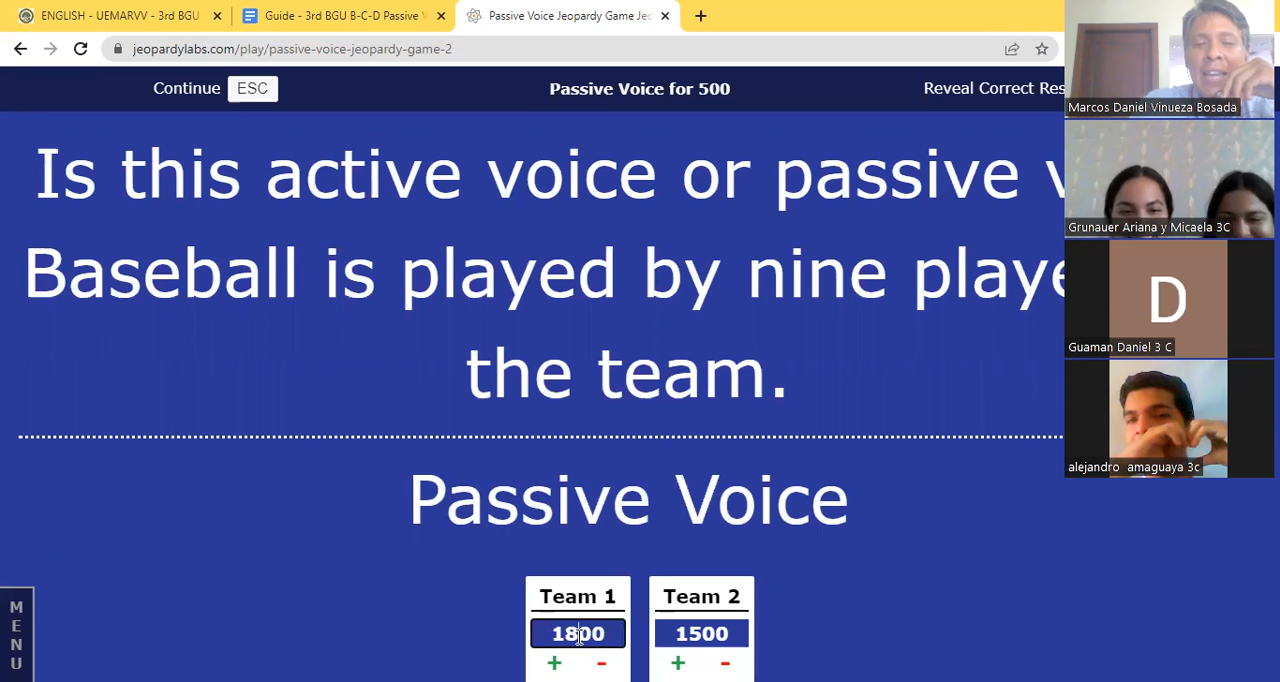 ENGLISH - UEMARVV - 3rd BGU
Guide - 3rd BGU B-C-D Passive
Passive Voice Jeopardy Game Jeo
jeopardylabs.com/play/passive-voice-jeopardy-game-2
Continue ESC
Passive Voice for 500
Reveal Correct Res
Is this active voice or passive v
Baseball is played by nine playe
the team.
Passive Voice
MENU
Team 1
1800
+ -
Team 2
1500
+ -
Marcos Daniel Vinueza Bosada
Grunauer Ariana y Micaela 3C
D
Guaman Daniel 3 C
alejandro amaguaya 3c